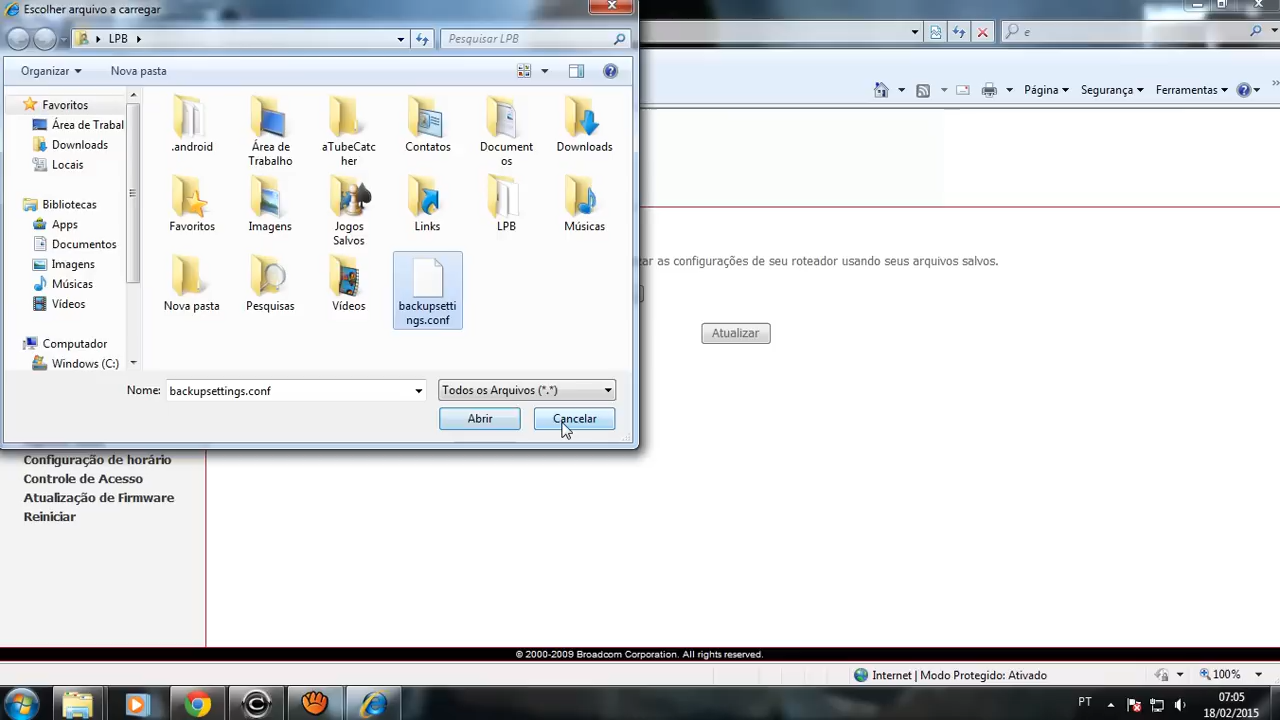 Escolher arquivo a carregar
LPB
Pesquisar LPB
e
Organizar
Nova pasta
Página
Segurança
Ferramentas
Favoritos
Área de Trabal
Downloads
Locais
Bibliotecas
Apps
Documentos
Imagens
Músicas
Vídeos
Computador
Windows (C:)
.android
Área de
Trabalho
aTubeCatc
her
Contatos
Document
os
Downloads
Favoritos
Imagens
Jogos
Salvos
Links
LPB
Músicas
Nova pasta
Pesquisas
Vídeos
backupsetti
ngs.conf
Nome:
backupsettings.conf
Todos os Arquivos (*.*)
Abrir
Cancelar
ar as configurações de seu roteador usando seus arquivos salvos.
Atualizar
Configuração de horário
Controle de Acesso
Atualização de Firmware
Reiniciar
© 2000-2009 Broadcom Corporation. All rights reserved.
Internet | Modo Protegido: Ativado
100%
PT
07:05
18/02/2015